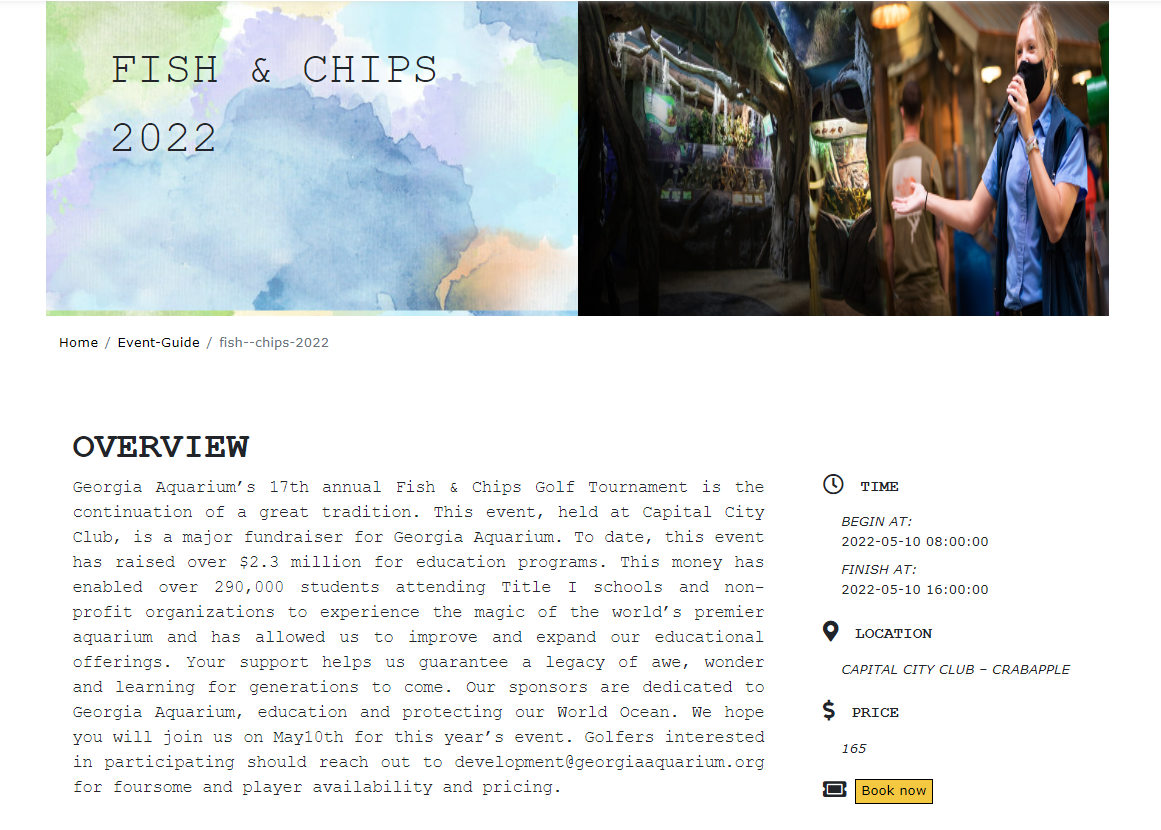 FISH & CHIPS
2022
Home / Event-Guide / fish--chips-2022
OVERVIEW
Georgia Aquarium’s 17th annual Fish & Chips Golf Tournament is the
continuation of a great tradition. This event, held at Capital City
Club, is a major fundraiser for Georgia Aquarium. To date, this event
has raised over $2.3 million for education programs. This money has
enabled over 290,000 students attending Title I schools and non-
profit organizations to experience the magic of the world’s premier
aquarium and has allowed us to improve and expand our educational
offerings. Your support helps us guarantee a legacy of awe, wonder
and learning for generations to come. Our sponsors are dedicated to
Georgia Aquarium, education and protecting our World Ocean. We hope
you will join us on May10th for this year’s event. Golfers interested
in participating should reach out to development@georgiaaquarium.org
for foursome and player availability and pricing.
TIME
BEGIN AT:
2022-05-10 08:00:00
FINISH AT:
2022-05-10 16:00:00
LOCATION
CAPITAL CITY CLUB – CRABAPPLE
$ PRICE
165
Book now